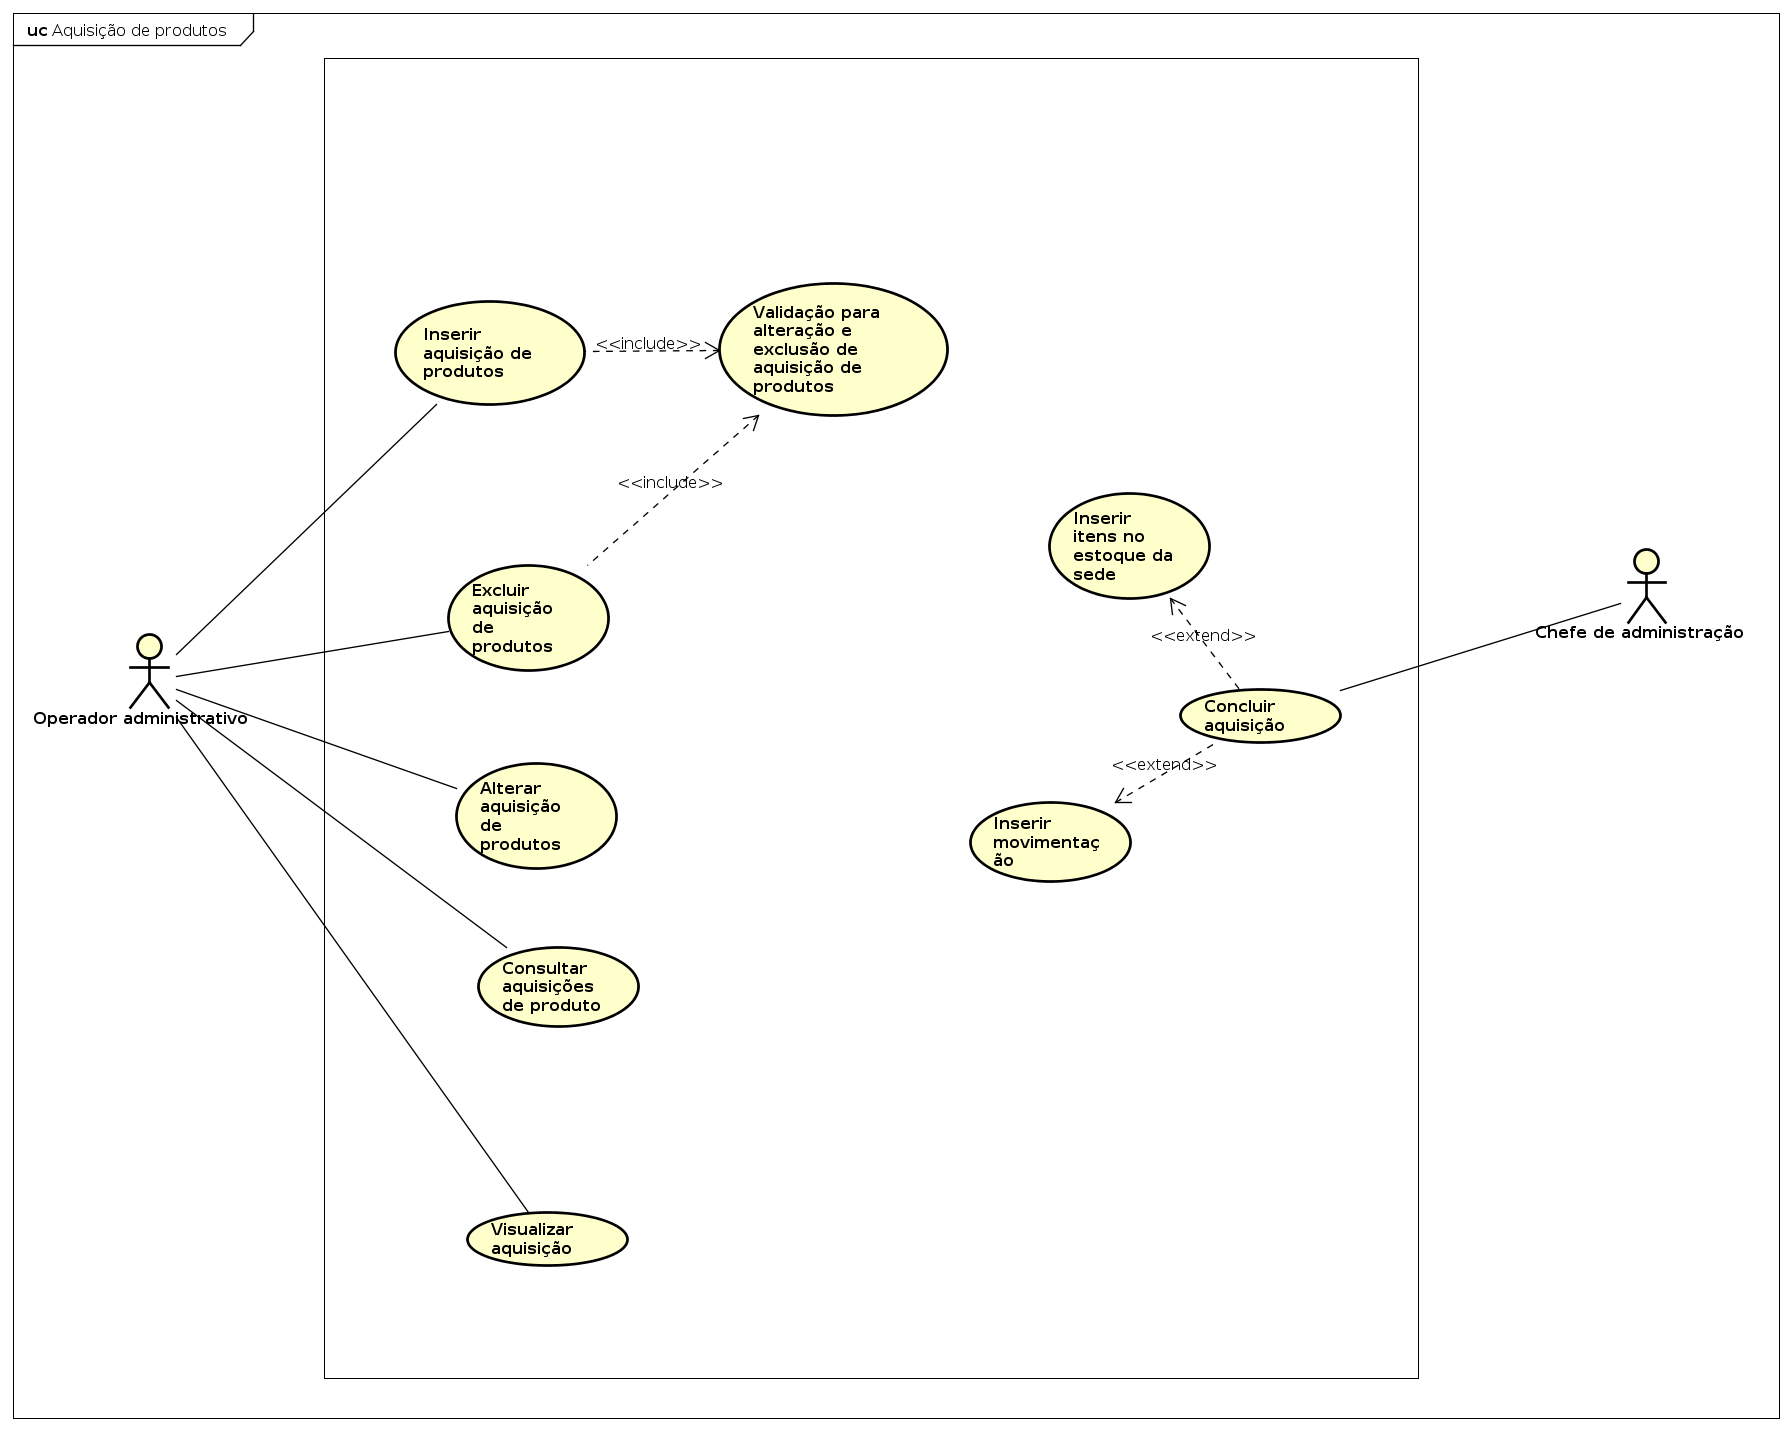 uc Aquisição de produtos
Inserir
aquisição de
produtos
<<include>>
Validação para
alteração e
exclusão de
aquisição de
produtos
<<include>>
Excluir
aquisição
de
produtos
Operador administrativo
Alterar
aquisição
de
produtos
Consultar
aquisições
de produto
Visualizar
aquisição
Inserir
itens no
estoque da
sede
<<extend>>
Concluir
aquisição
<<extend>>
Inserir
movimentaç
ão
Chefe de administração